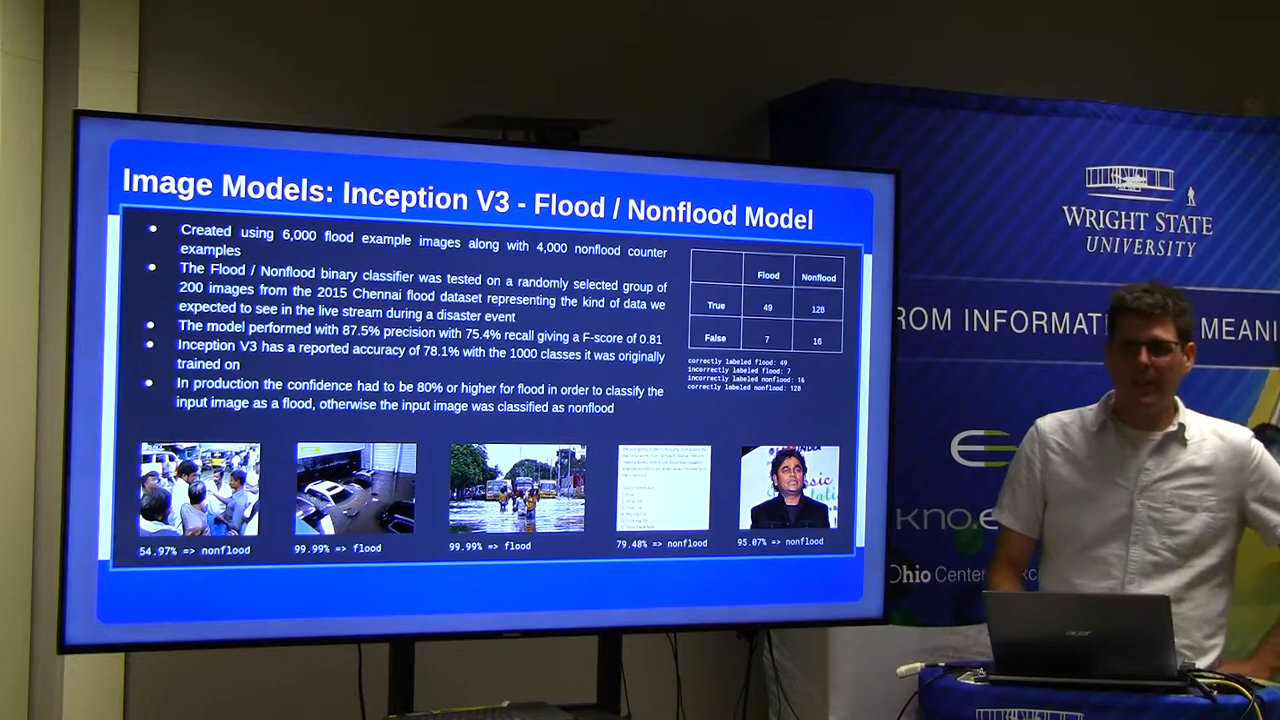 Image Models: Inception V3 - Flood / Nonflood Model
Created using 6,000 flood example images along with 4,000 nonflood counter
examples
The Flood / Nonflood binary classifier was tested on a randomly selected group of
200 images from the 2015 Chennai flood dataset representing the kind of data we
expected to see in the live stream during a disaster event
The model performed with 87.5% precision with 75.4% recall giving a F-score of 0.81
Inception V3 has a reported accuracy of 78.1% with the 1000 classes it was originally
trained on
In production the confidence had to be 80% or higher for flood in order to classify the
input image as a flood, otherwise the input image was classified as nonflood
Flood Nonflood
True 49 128
False 7 16
correctly labeled flood: 49
incorrectly labeled flood: 7
incorrectly labeled nonflood: 16
correctly labeled nonflood: 128
54.97% => nonflood
99.99% => flood
99.99% => flood
79.48% => nonflood
95.07% => nonflood
WRIGHT STATE
UNIVERSITY
ROM INFORMATI MEANI
kno.e
Ohio Center
acer
WRIGHT STATE